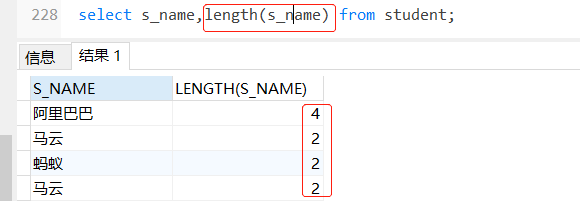 228 select s_name,length(s_name) from student;
信息 结果 1
S_NAME LENGTH(S_NAME)
阿里巴巴 4
马云 2
蚂蚁 2
马云 2